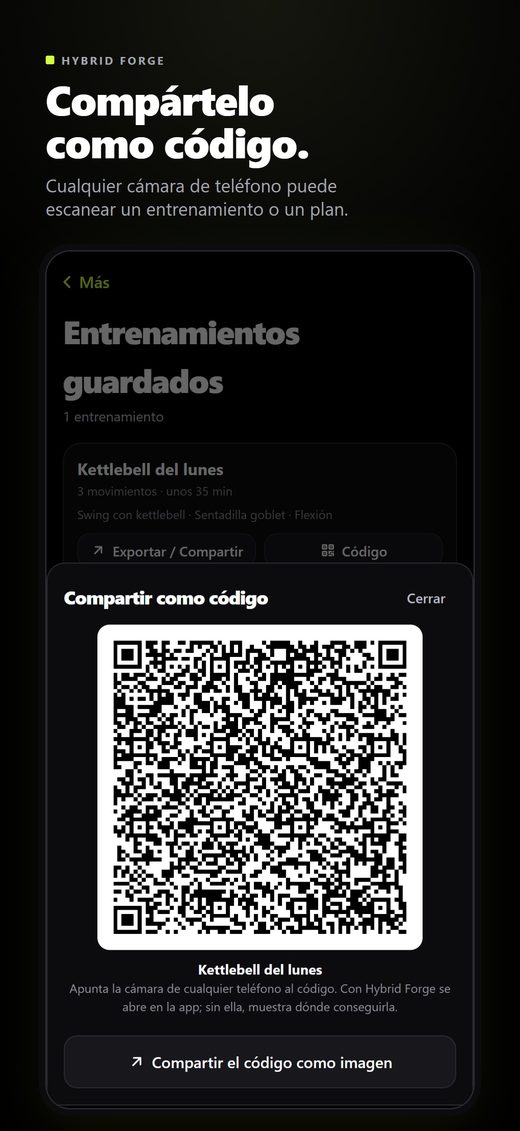 HYBRID FORGE
Compártelo
como código.
Cualquier cámara de teléfono puede
escanear un entrenamiento o un plan.
Más
Entrenamientos
guardados
1 entrenamiento
Kettlebell del lunes
3 movimientos · unos 35 min
Swing con kettlebell · Sentadilla goblet · Flexión
Exportar / Compartir
Código
Compartir como código
Cerrar
Kettlebell del lunes
Apunta la cámara de cualquier teléfono al código. Con Hybrid Forge se
abre en la app; sin ella, muestra dónde conseguirla.
Compartir el código como imagen